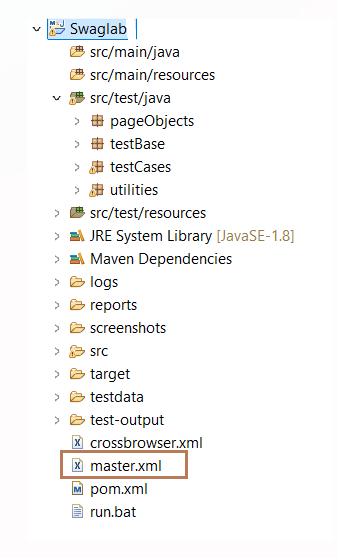 Swaglab
src/main/java
src/main/resources
src/test/java
pageObjects
testBase
testCases
utilities
src/test/resources
JRE System Library [JavaSE-1.8]
Maven Dependencies
logs
reports
screenshots
src
target
testdata
test-output
crossbrowser.xml
master.xml
pom.xml
run.bat